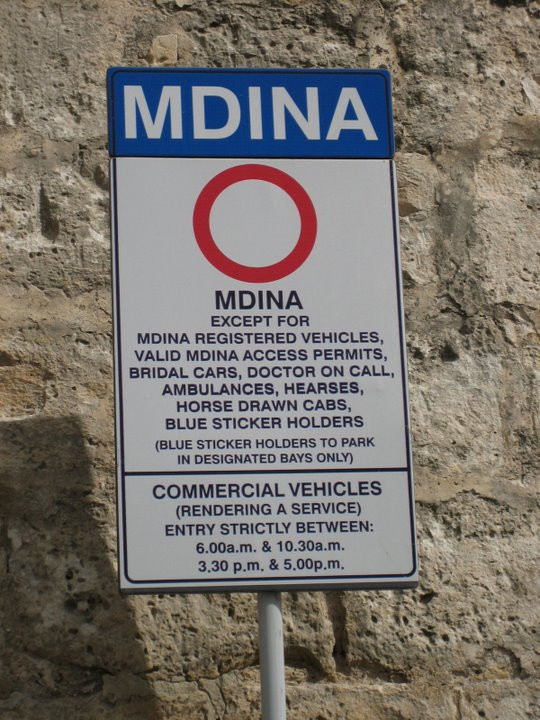 MDINA
MDINA
EXCEPT FOR
MDINA REGISTERED VEHICLES,
VALID MDINA ACCESS PERMITS,
BRIDAL CARS, DOCTOR ON CALL,
AMBULANCES, HEARSES,
HORSE DRAWN CABS,
BLUE STICKER HOLDERS
(BLUE STICKER HOLDERS TO PARK
IN DESIGNATED BAYS ONLY)
COMMERCIAL VEHICLES
(RENDERING A SERVICE)
ENTRY STRICTLY BETWEEN:
6.00a.m. & 10.30a.m.
3.30 p.m. & 5.00p.m.